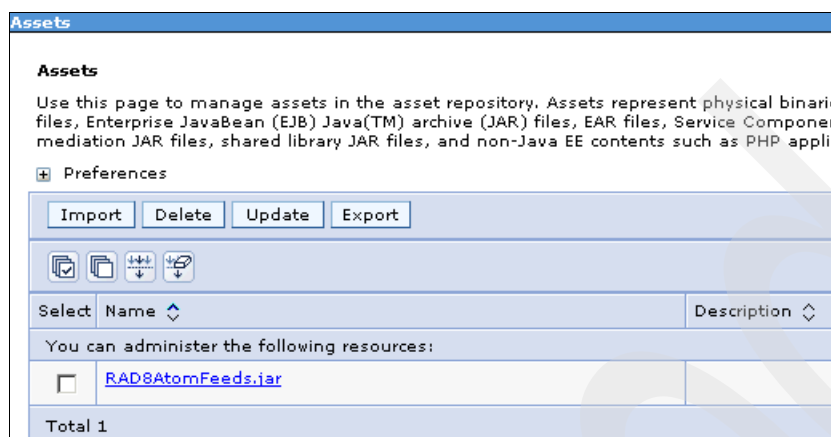 Assets
Assets
Use this page to manage assets in the asset repository. Assets represent physical
files, Enterprise JavaBean (EJB) Java(TM) archive (JAR) files, EAR files, Service
mediation JAR files, shared library JAR files, and non-Java EE contents such as PHP
Preferences
Import Delete Update Export
Select Name Description
You can administer the following resources:
RAD8AtomFeeds.jar
Total 1